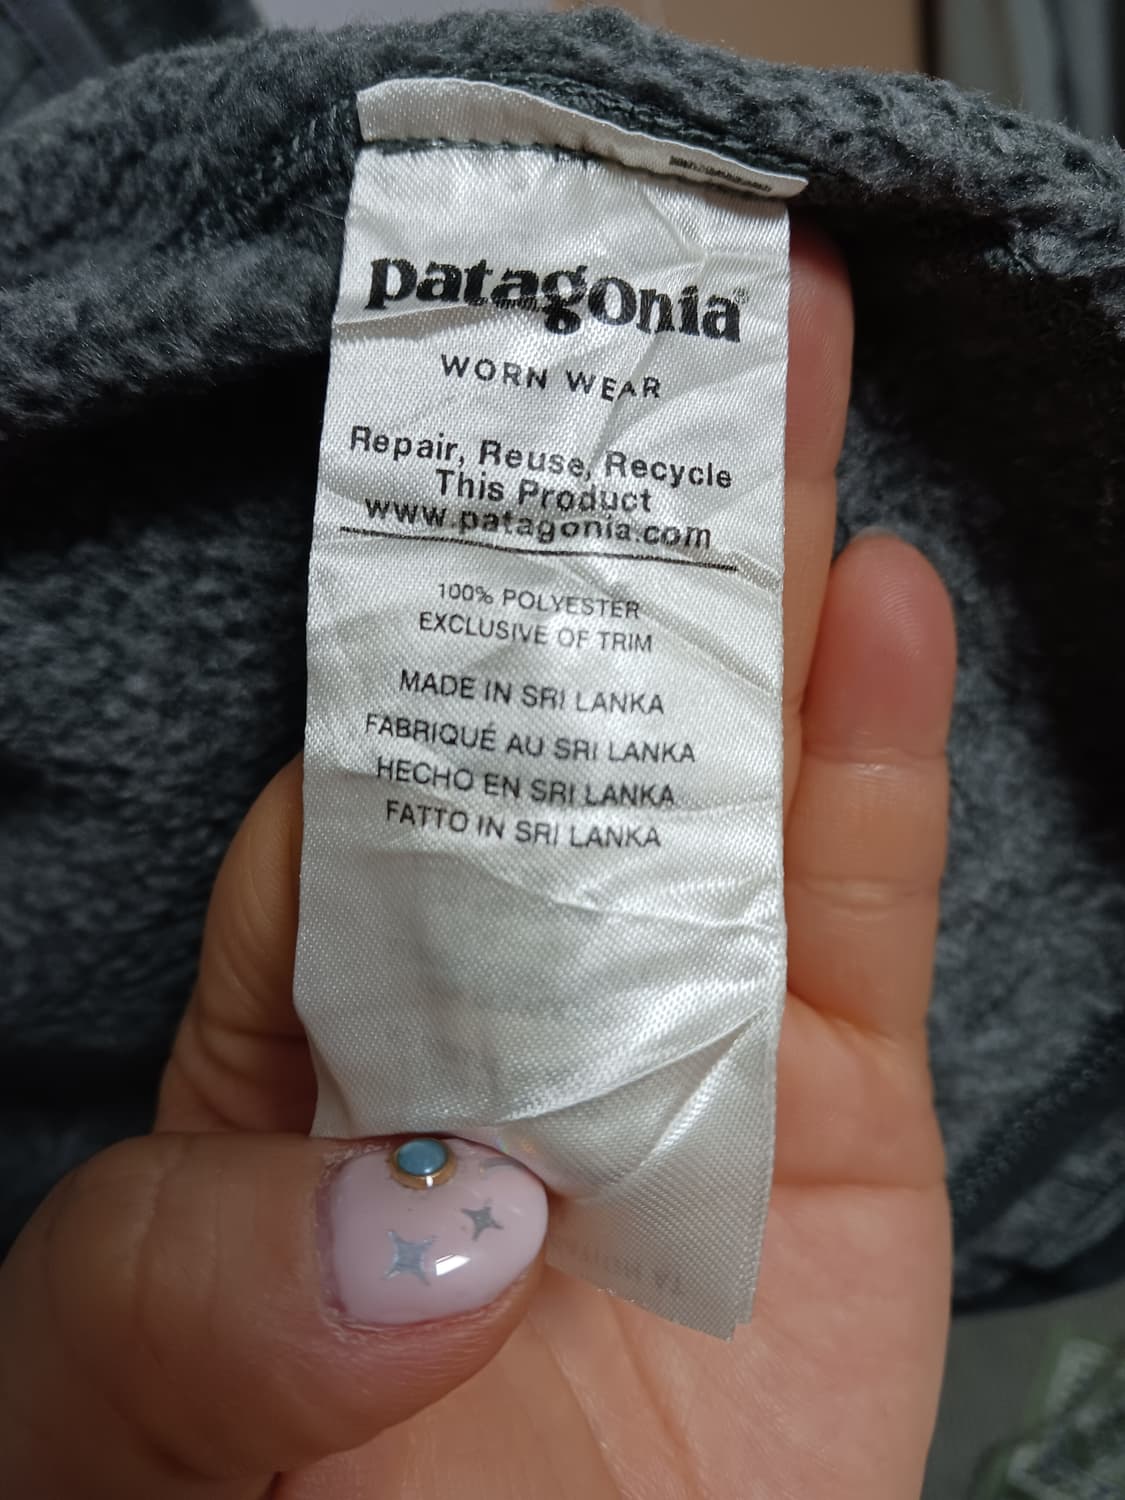 patagonia®
WORN WEAR
Repair, Reuse, Recycle
This Product
www.patagonia.com
100% POLYESTER
EXCLUSIVE OF TRIM
MADE IN SRI LANKA
FABRIQUÉ AU SRI LANKA
HECHO EN SRI LANKA
FATTO IN SRI LANKA